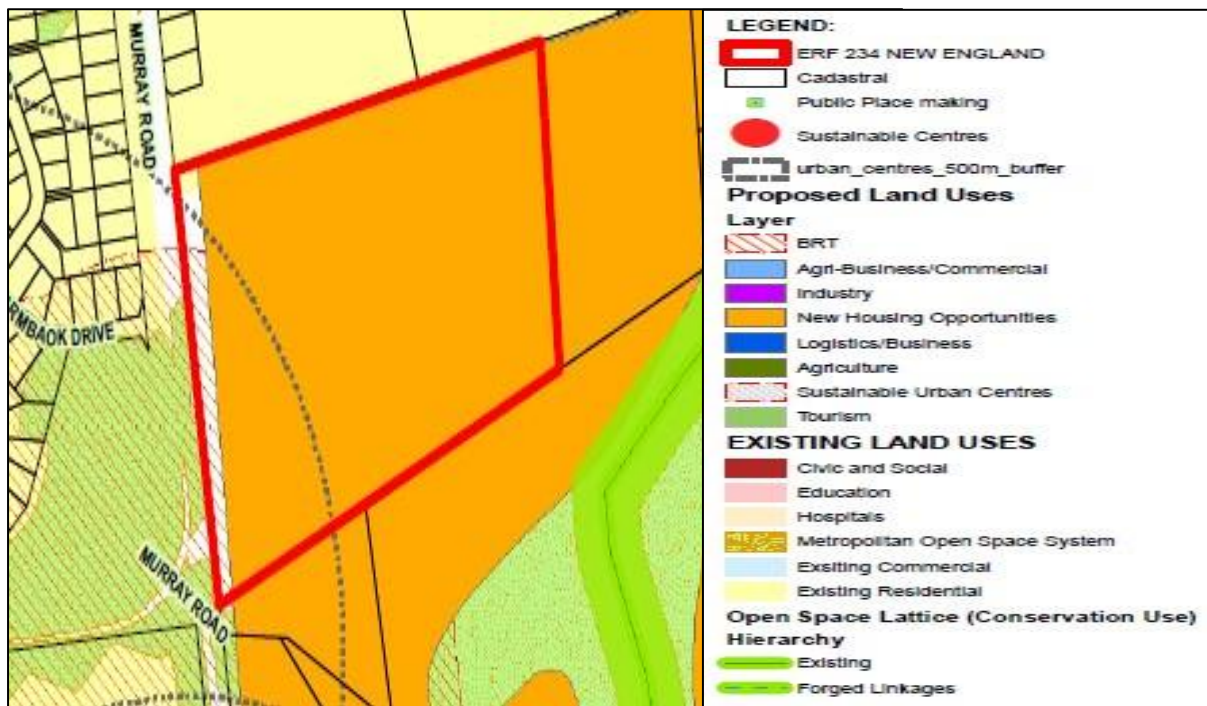 MURRAY ROAD
MURRAY ROAD
RMBAOK DRIVE
MURRAY ROAD
LEGEND:
ERF 234 NEW ENGLAND
Cadastral
Public Place making
Sustainable Centres
urban_centres_500m_buffer
Proposed Land Uses
Layer
BRT
Agri-Business/Commercial
Industry
New Housing Opportunities
Logistics/Business
Agriculture
Sustainable Urban Centres
Tourism
EXISTING LAND USES
Civic and Social
Education
Hospitals
Metropolitan Open Space System
Exsiting Commercial
Existing Residential
Open Space Lattice (Conservation Use)
Hierarchy
Existing
Forged Linkages